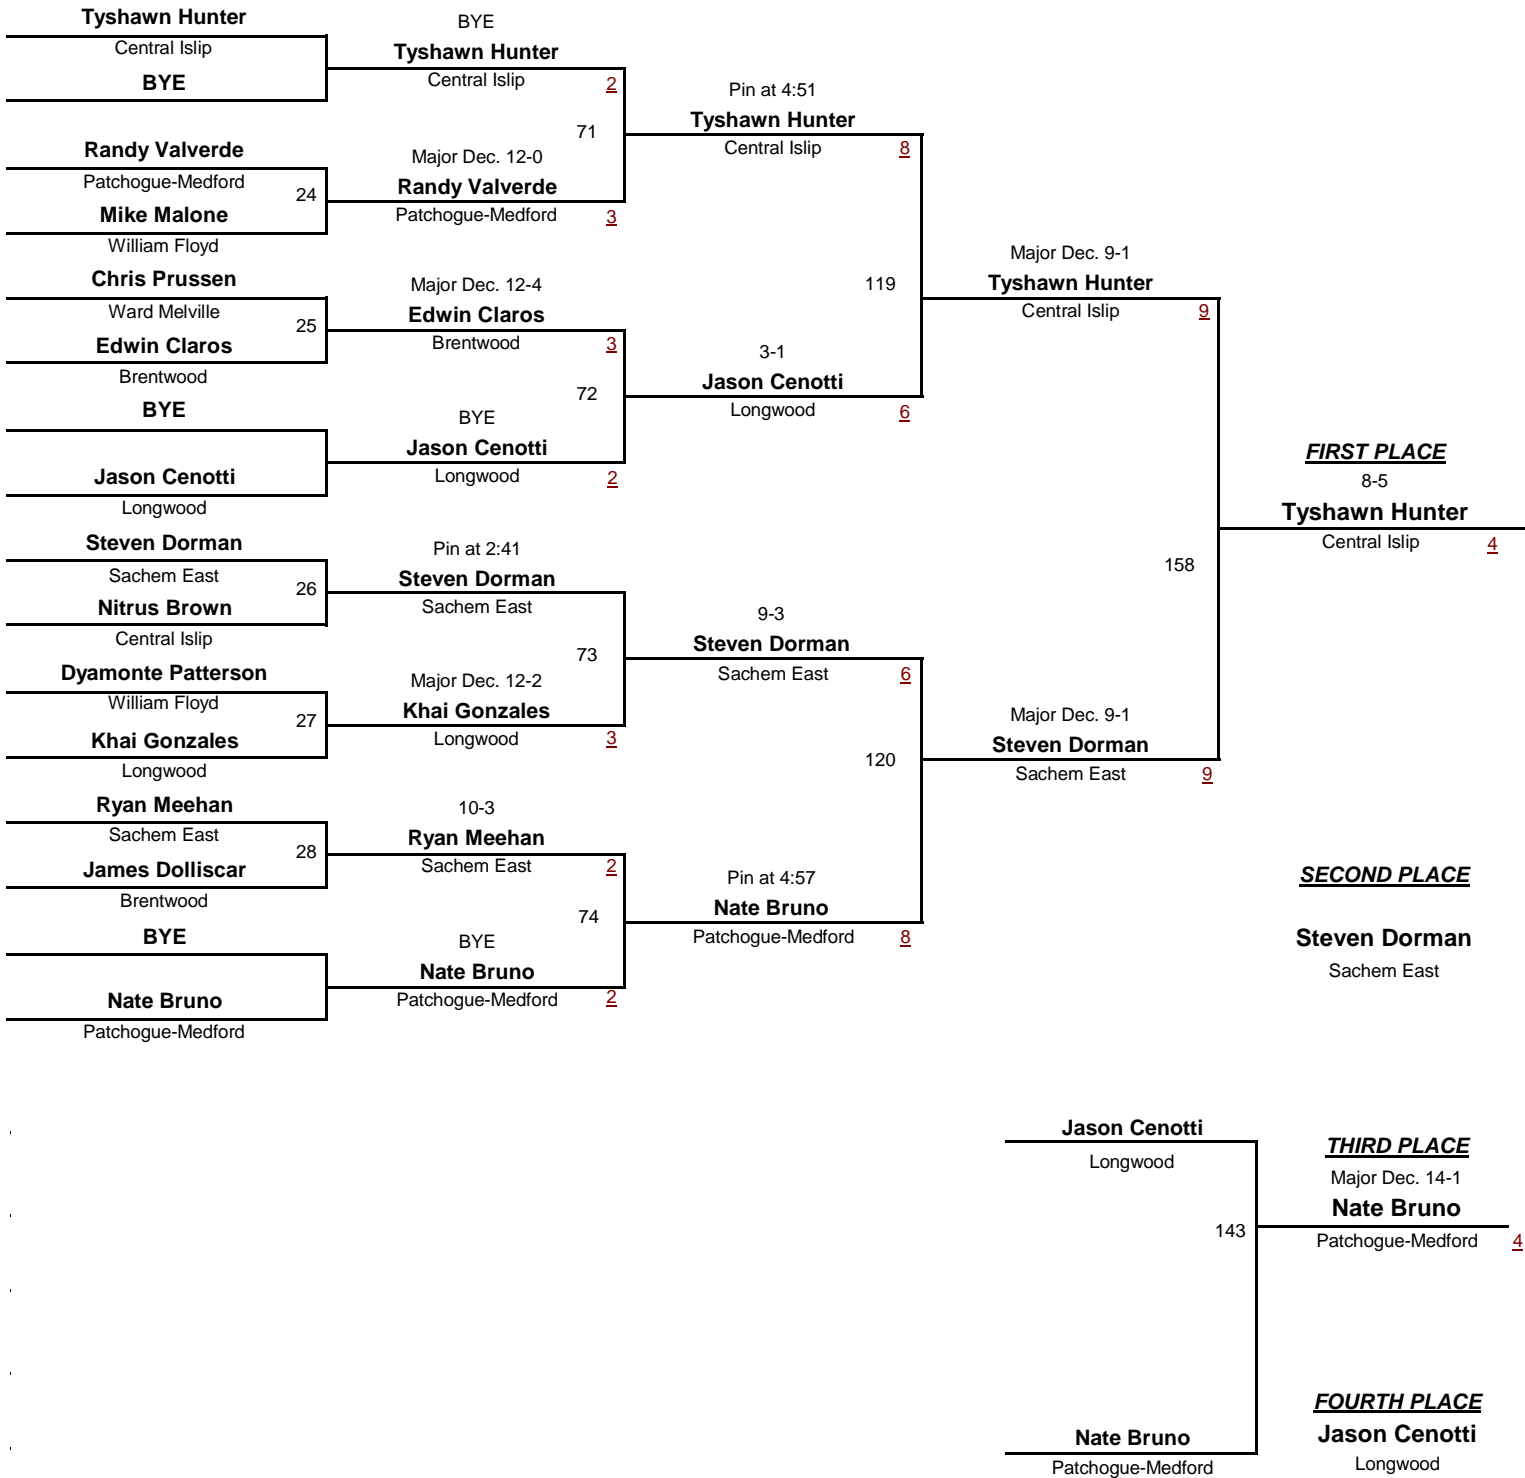 Tyshawn Hunter
Central Islip
BYE
Randy Valverde
Patchogue-Medford
24
Mike Malone
William Floyd
Chris Prussen
Ward Melville
25
Edwin Claros
Brentwood
BYE
Jason Cenotti
Longwood
Steven Dorman
Sachem East
26
Nitrus Brown
Central Islip
Dyamonte Patterson
William Floyd
27
Khai Gonzales
Longwood
Ryan Meehan
Sachem East
28
James Dolliscar
Brentwood
BYE
Nate Bruno
Patchogue-Medford
BYE
Tyshawn Hunter
Central Islip
2
71
Major Dec. 12-0
Randy Valverde
Patchogue-Medford
3
Major Dec. 12-4
Edwin Claros
Brentwood
3
72
BYE
Jason Cenotti
Longwood
2
Pin at 2:41
Steven Dorman
Sachem East
73
Major Dec. 12-2
Khai Gonzales
Longwood
3
10-3
Ryan Meehan
Sachem East
2
74
BYE
Nate Bruno
Patchogue-Medford
2
Pin at 4:51
Tyshawn Hunter
Central Islip
8
119
3-1
Jason Cenotti
Longwood
6
9-3
Steven Dorman
Sachem East
6
120
Pin at 4:57
Nate Bruno
Patchogue-Medford
8
Major Dec. 9-1
Tyshawn Hunter
Central Islip
9
158
Major Dec. 9-1
Steven Dorman
Sachem East
9
FIRST PLACE
8-5
Tyshawn Hunter
Central Islip
4
SECOND PLACE
Steven Dorman
Sachem East
Jason Cenotti
Longwood
143
Nate Bruno
Patchogue-Medford
THIRD PLACE
Major Dec. 14-1
Nate Bruno
Patchogue-Medford
4
FOURTH PLACE
Jason Cenotti
Longwood